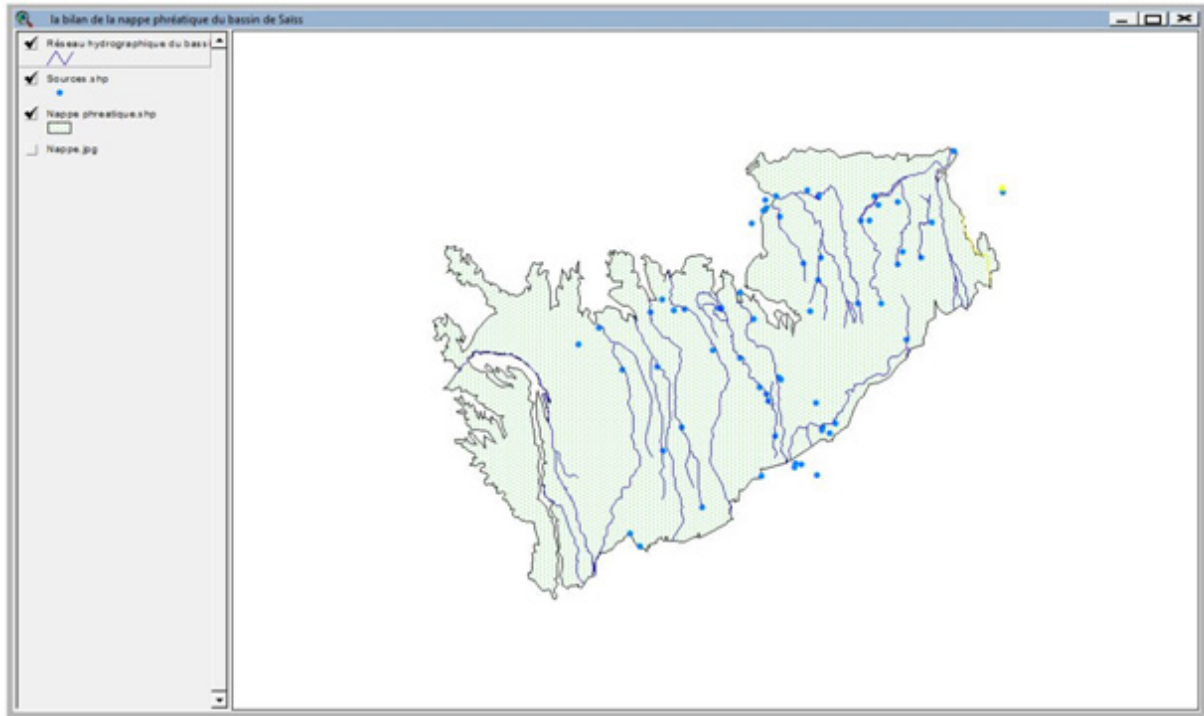 la bilan de la nappe phréatique du bassin de Saiss
Réseau hydrographique du bassi
Sources.shp
Nappe phreatique.shp
Nappe.jpg